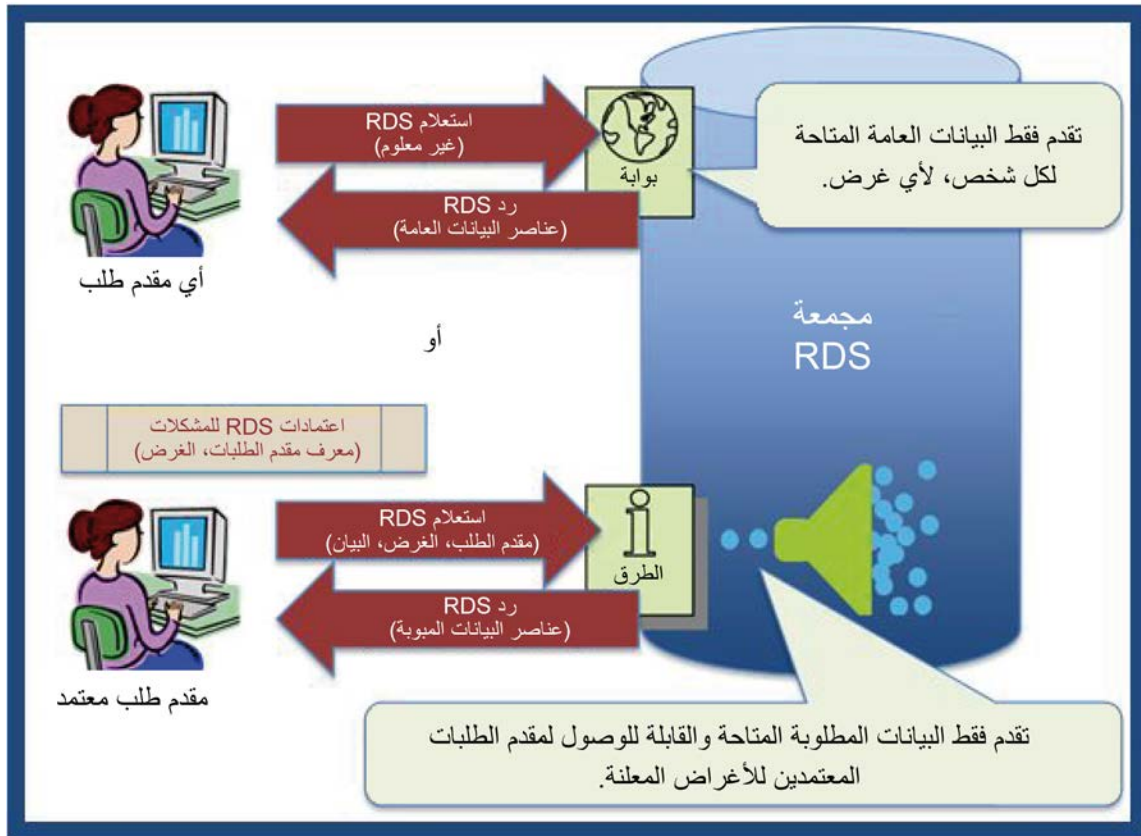 استعلام RDS
(غير معلوم)
بوابة
تقدم فقط البيانات العامة المتاحة
لكل شخص، لأي غرض.
رد RDS
(عناصر البيانات العامة)
أي مقدم طلب
أو
مجمعة
RDS
اعتمادات RDS للمشكلات
(معرف مقدم الطلبات، الغرض)
استعلام RDS
(مقدم الطلب، الغرض، البيان)
الطرق
رد RDS
(عناصر البيانات المبوبة)
مقدم طلب معتمد
تقدم فقط البيانات المطلوبة المتاحة والقابلة للوصول لمقدم الطلبات
المعتمدين للأغراض المعلنة.